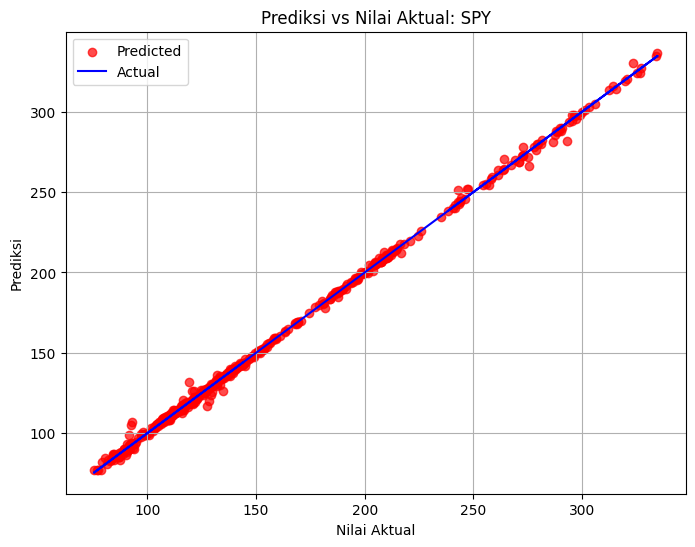 Prediksi vs Nilai Aktual: SPY
Predicted
Actual
Prediksi
300
250
200
150
100
100 150 200 250 300
Nilai Aktual